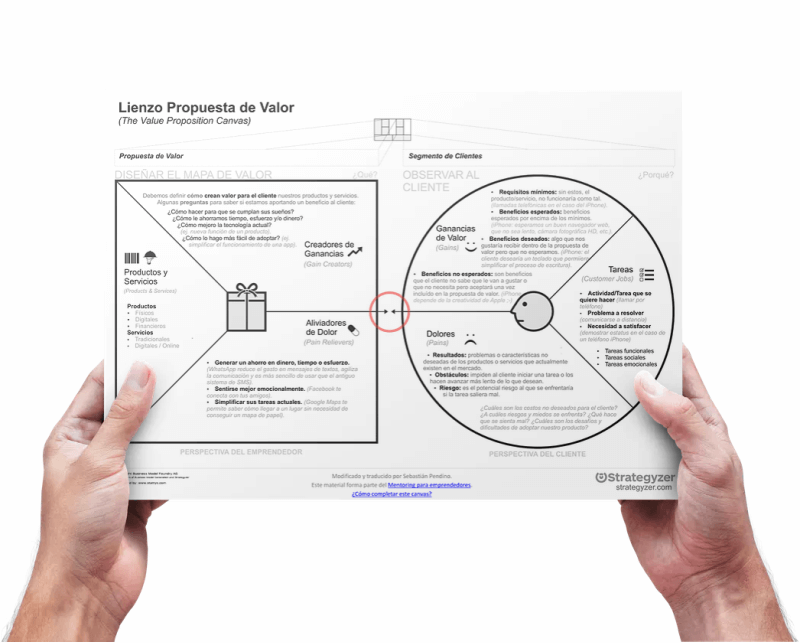 Lienzo Propuesta de Valor
(The Value Proposition Canvas)
Propuesta de Valor
Segmento de Clientes
DISEÑAR EL MAPA DE VALOR
¿Qué?
Debemos definir cómo crean valor para el cliente nuestros productos y servicios.
Algunas preguntas para saber si estamos aportando un beneficio al cliente:
¿Cómo hacer para que se cumplan sus sueños?
¿Cómo le ahorramos tiempo, esfuerzo y/o dinero?
¿Cómo mejoro la tecnología actual?
(ej. nueva función de un producto).
¿Cómo lo hago más fácil de adoptar? (ej
simplificar el funcionamiento de una app.
Creadores de
Ganancias
(Gain Creators)
Productos y
Servicios
(Products & Services)
Productos
• Físicos
• Digitales
• Financieros
Servicios
• Tradicionales
• Digitales / Online
Aliviadores
de Dolor
(Pain Relievers)
• Generar un ahorro en dinero, tiempo o esfuerzo.
(WhatsApp reduce el gasto en mensajes de textos, agiliza
la comunicación y es más sencillo de usar que el antiguo
sistema de SMS).
• Sentirse mejor emocionalmente. (Facebook te
conecta con tus amigos).
• Simplificar sus tareas actuales. (Google Maps te
permite saber cómo llegar a un lugar sin necesidad de
conseguir un mapa de papel).
PERSPECTIVA DEL EMPRENDEDOR
OBSERVAR AL
CLIENTE
¿Porqué?
• Requisitos mínimos: sin estos, el
producto/servicio, no funcionaría como tal.
(llamadas telefónicas en el caso del iPhone).
• Beneficios esperados: beneficios
esperados por encima de los mínimos.
(iPhone: esperamos un buen navegador web,
que no sea lento, cámara fotográfica HD, etc.)
• Beneficios deseados: algo que nos
gustaría recibir dentro de la propuesta de
valor pero que no esperamos. (iPhone: el
cliente desearía un teclado que permiten
simplificar el proceso de escritura).
Ganancias
de Valor
(Gains)
• Beneficios no esperados: son beneficios
que el cliente no sabe que le van a gustar o
que no necesita pero aceptará una vez
incluido en la propuesta de valor. (iPhone
depende de la creatividad de Apple
Tareas
(Customer Jobs)
• Actividad/Tarea que se
quiere hacer (llamar por
teléfono)
• Problema a resolver
(comunicarse a distancia)
• Necesidad a satisfacer
(demostrar estatus en el caso de
un teléfono iPhone)
• Tareas funcionales
• Tareas sociales
• Tareas emocionales
Dolores
(Pains)
• Resultados: problemas o características no
deseadas de los productos o servicios que actualmente
existen en el mercado.
• Obstáculos: impiden al cliente iniciar una tarea o los
hacen avanzar más lento de lo que desean.
• Riesgo: es el potencial riesgo al que se enfrentaría
si la tarea saliera mal.
¿Cuáles son los costos no deseados para el cliente?
¿A cuáles riesgos y miedos se enfrenta? ¿Qué hace
que se siente mal? ¿Cuáles son los desafíos y
dificultades de adoptar nuestro producto?
PERSPECTIVA DEL CLIENTE
Modificado y traducido por Sebastián Pendino.
Este material forma parte del Mentoring para emprendedores.
¿Cómo completar este canvas?
Strategyzer
strategyzer.com